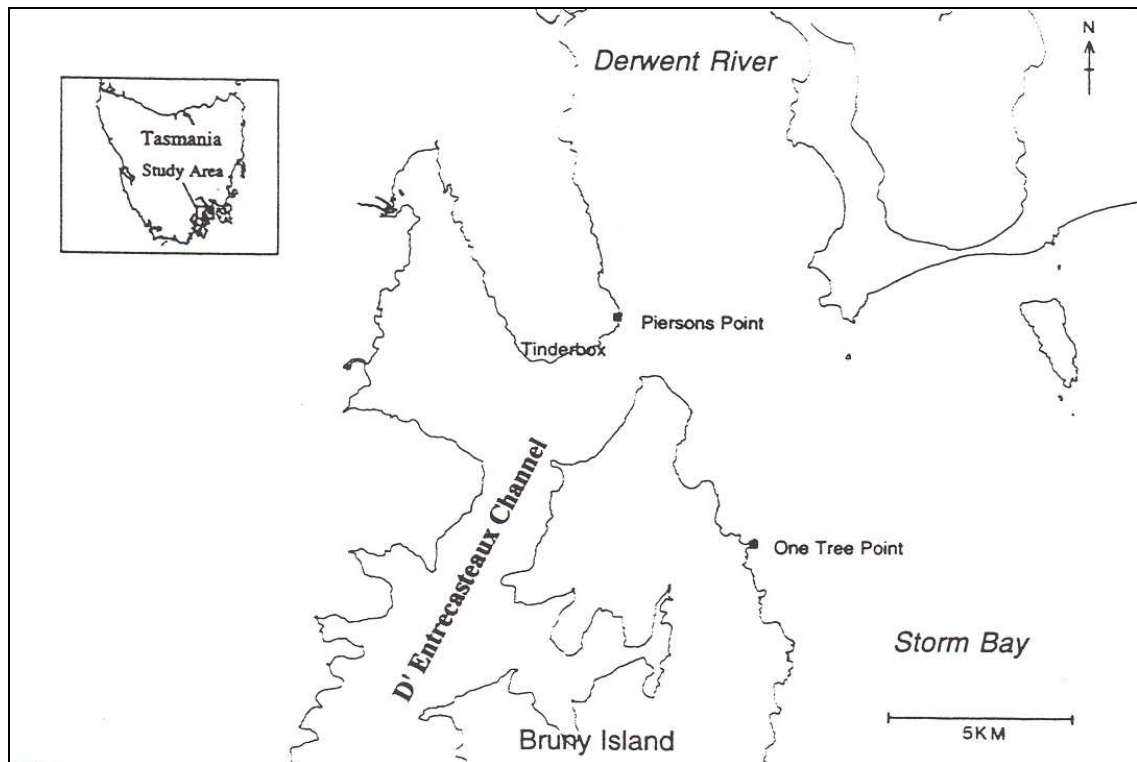 Derwent River
N
Tasmania
Study Area
Piersons Point
Tinderbox
D' Entrecasteaux Channel
One Tree Point
Storm Bay
5KM
Bruny Island